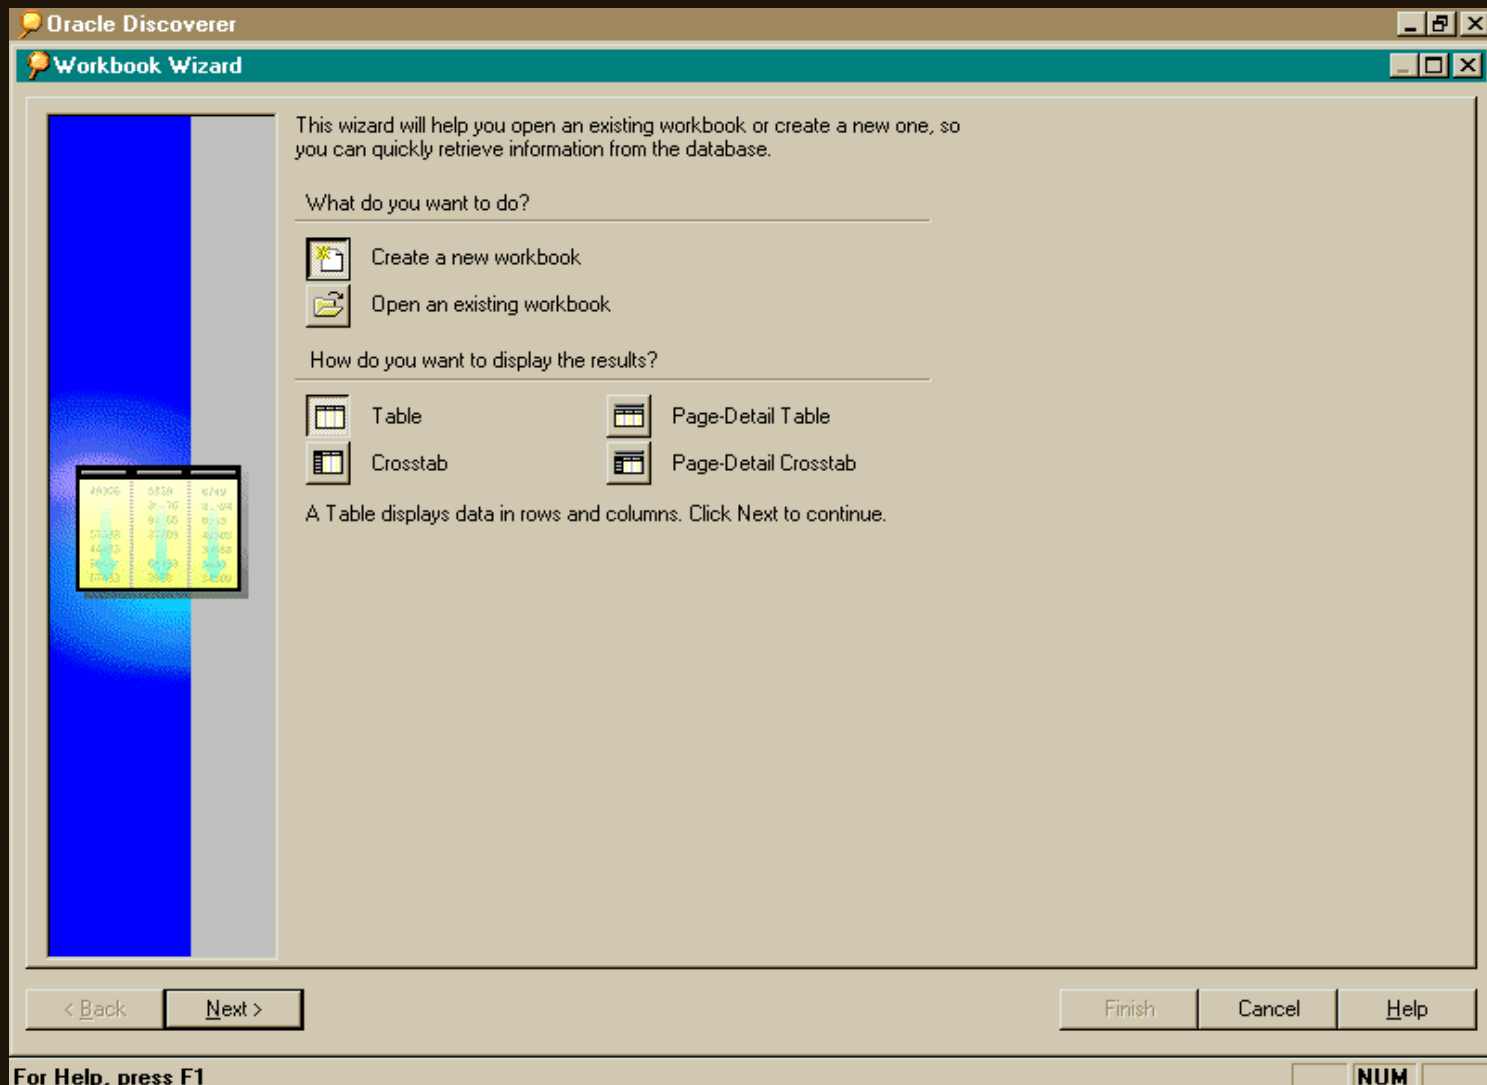 Oracle Discoverer
Workbook Wizard
This wizard will help you open an existing workbook or create a new one, so
you can quickly retrieve information from the database.
What do you want to do?
Create a new workbook
Open an existing workbook
How do you want to display the results?
Table
Page-Detail Table
Crosstab
Page-Detail Crosstab
A Table displays data in rows and columns. Click Next to continue.
< Back
Next >
Finish
Cancel
Help
For Help, press F1
NUM